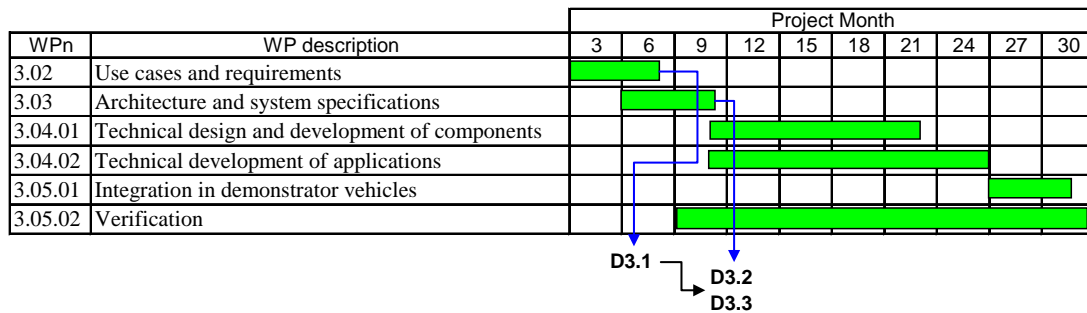 Project Month
WPn WP description 3 6 9 12 15 18 21 24 27 30
3.02 Use cases and requirements
3.03 Architecture and system specifications
3.04.01 Technical design and development of components
3.04.02 Technical development of applications
3.05.01 Integration in demonstrator vehicles
3.05.02 Verification
D3.1
D3.2
D3.3